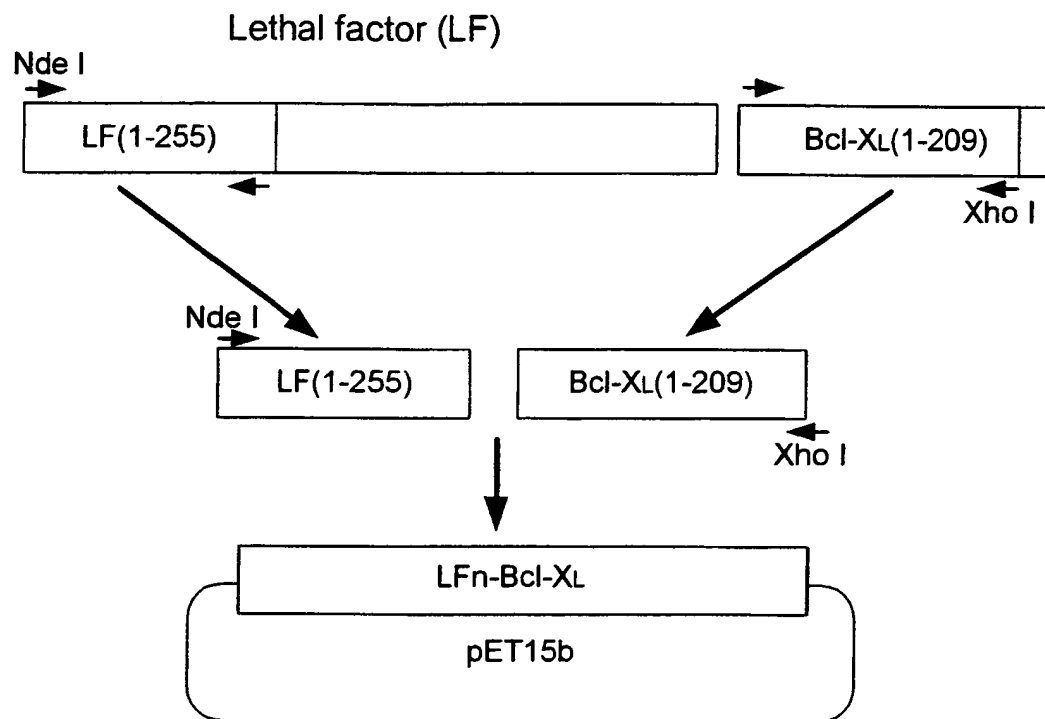 Lethal factor (LF)
Nde I
LF(1-255)
Bcl-XL(1-209)
Xho I
Nde I
LF(1-255)
Bcl-XL(1-209)
Xho I
LFn-Bcl-XL
pET15b